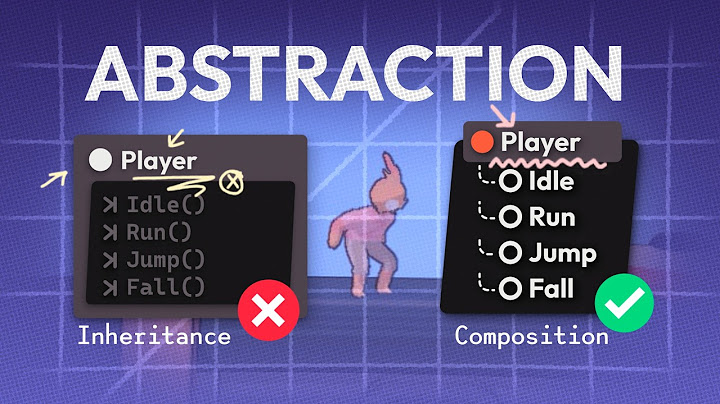 ABSTRACTION
Player
Idle()
Run()
Jump()
Fall()
Inheritance
Player
Idle
Run
Jump
Fall
Composition